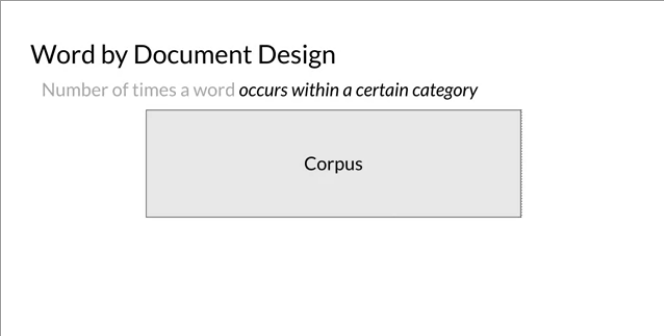 Word by Document Design
Number of times a word occurs within a certain category
Corpus